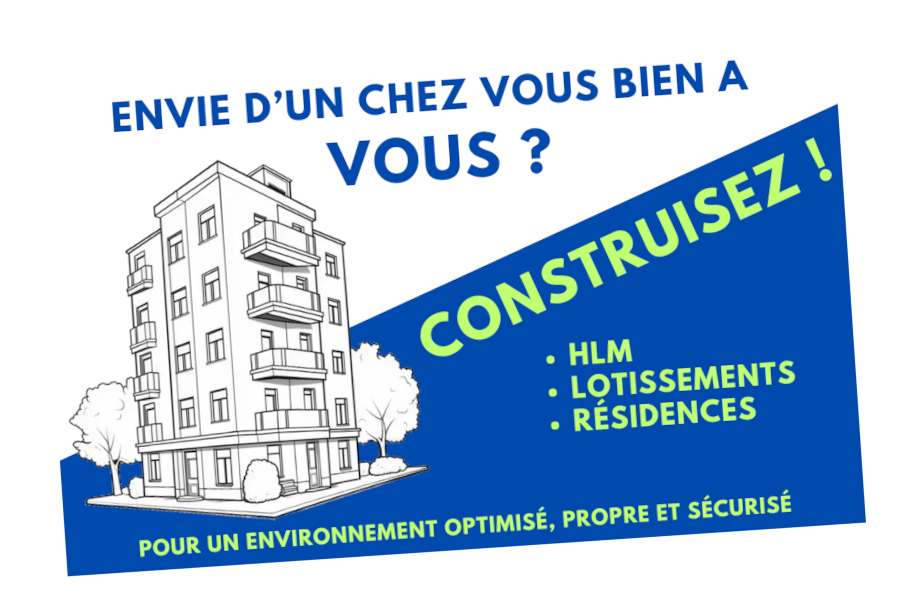 ENVIE D'UN CHEZ VOUS BIEN A
VOUS ?
CONSTRUISEZ !
• HLM
• LOTISSEMENTS
• RÉSIDENCES
POUR UN ENVIRONNEMENT OPTIMISÉ, PROPRE ET SÉCURISÉ